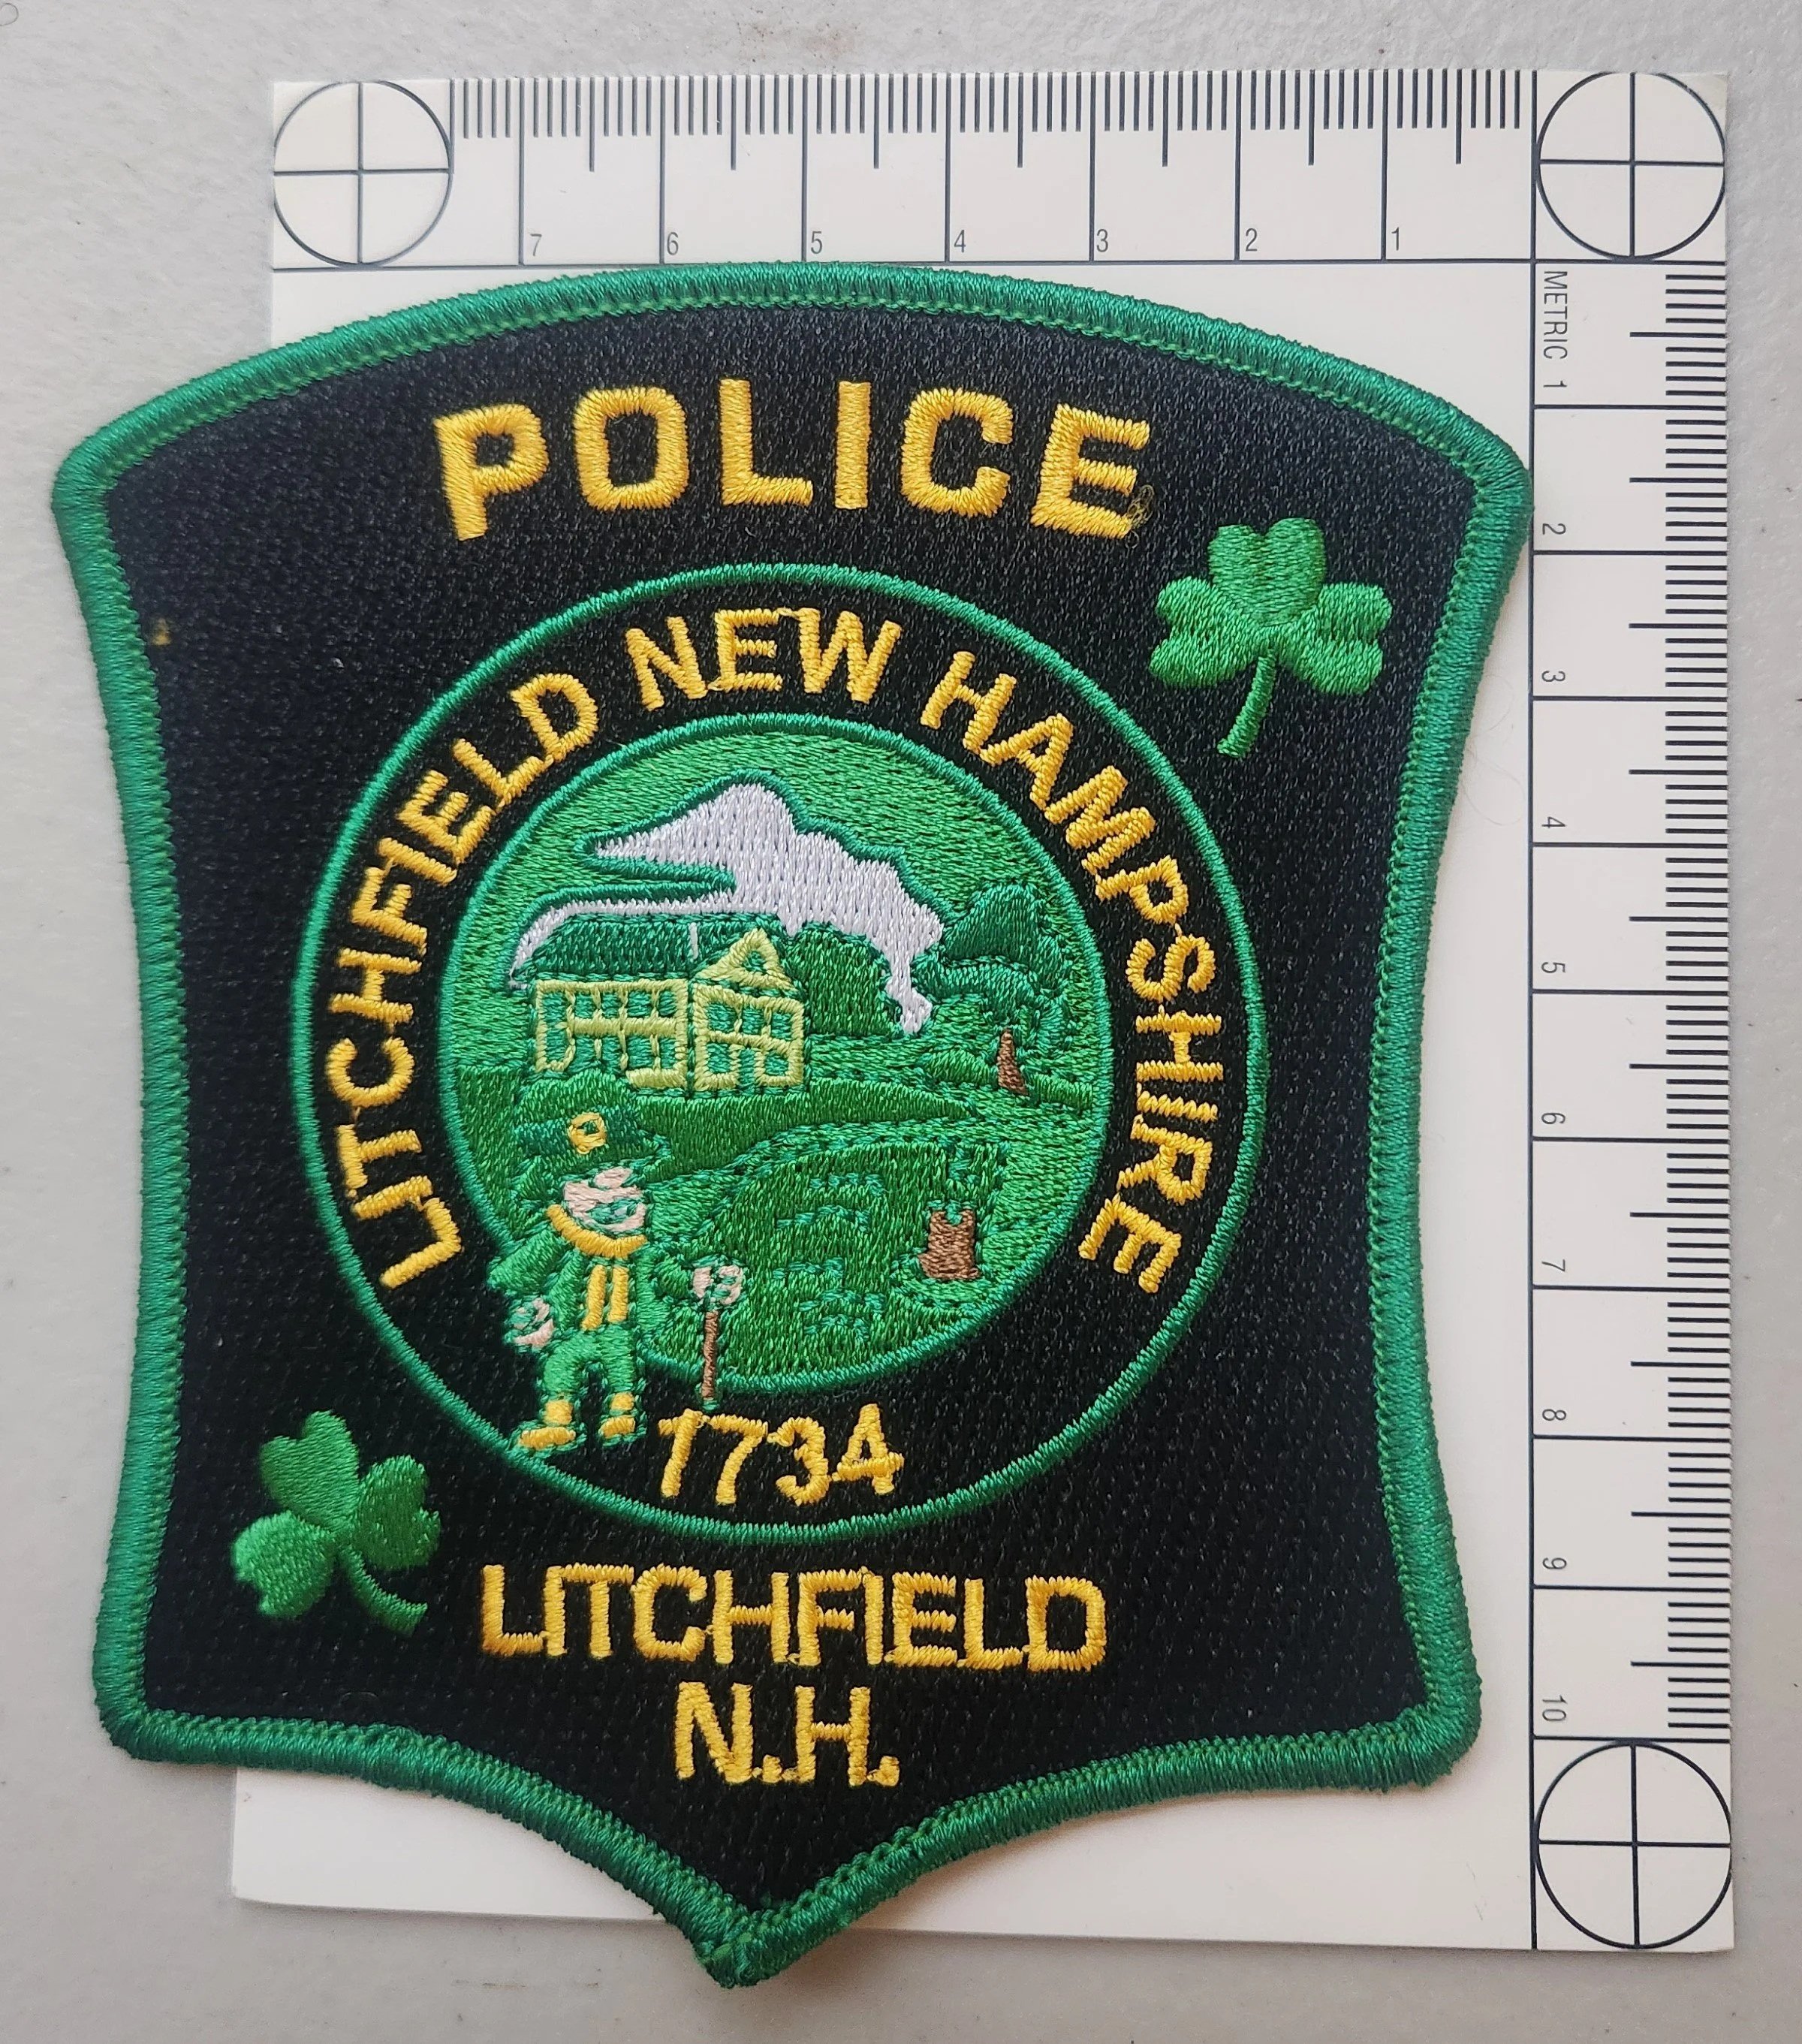 7 6 5 4 3 2 1
METRIC 1
2
3
4
5
6
7
8
9
10
POLICE
LITCHFIELD NEW HAMPSHIRE
1734
LITCHFIELD
N.H.